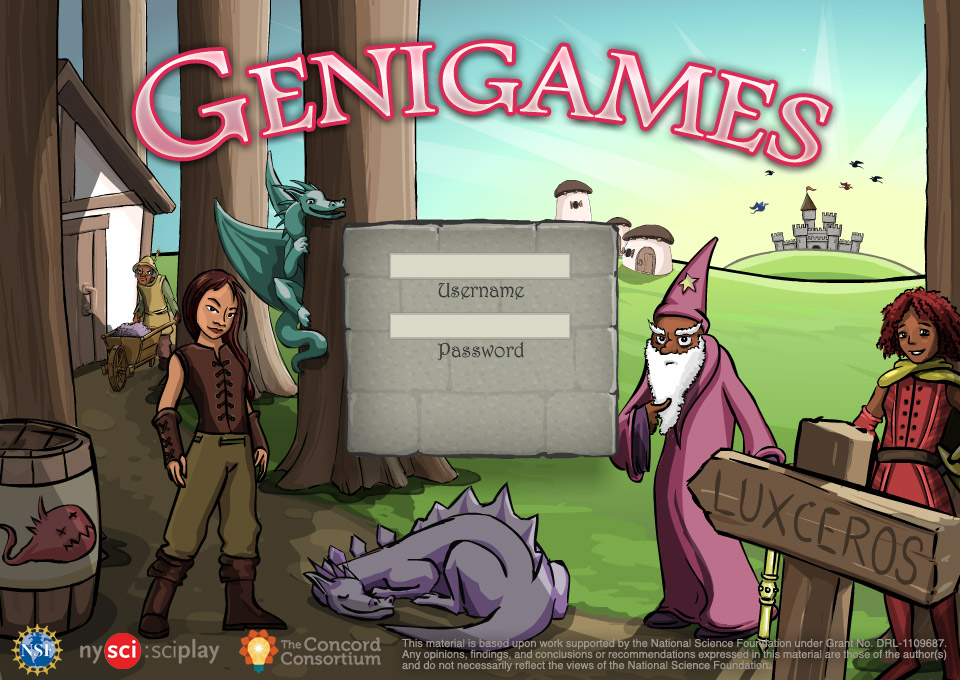 GENIGAMES
Username
Password
LUXCEROS
NSF
nysci:sciplay
The Concord
Consortium
This material is based upon work supported by the National Science Foundation under Grant No. DRL-1109687.
Any opinions, findings, and conclusions or recommendations expressed in this material are those of the author(s)
and do not necessarily reflect the views of the National Science Foundation.